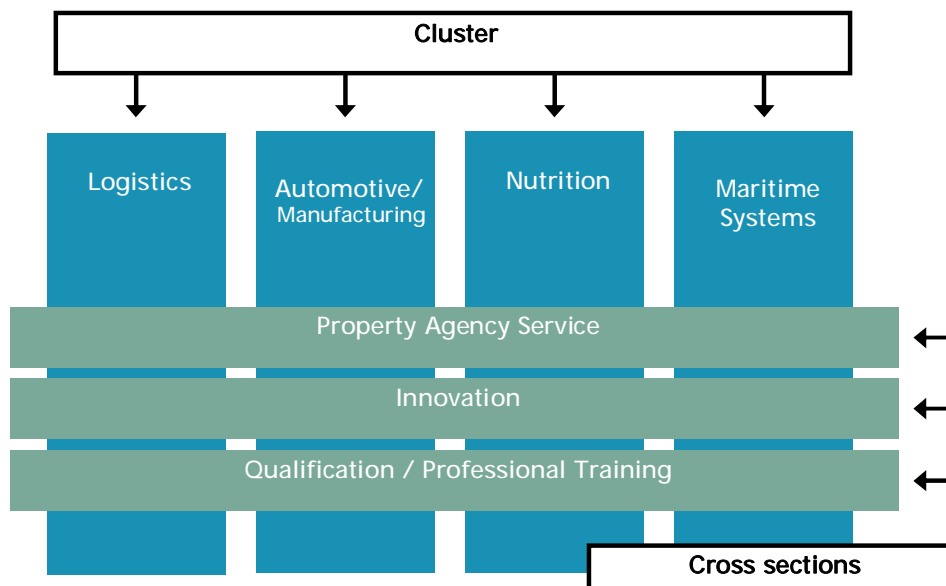 Cluster
Logistics
Automotive/
Manufacturing
Nutrition
Maritime
Systems
Property Agency Service
Innovation
Qualification / Professional Training
Cross sections